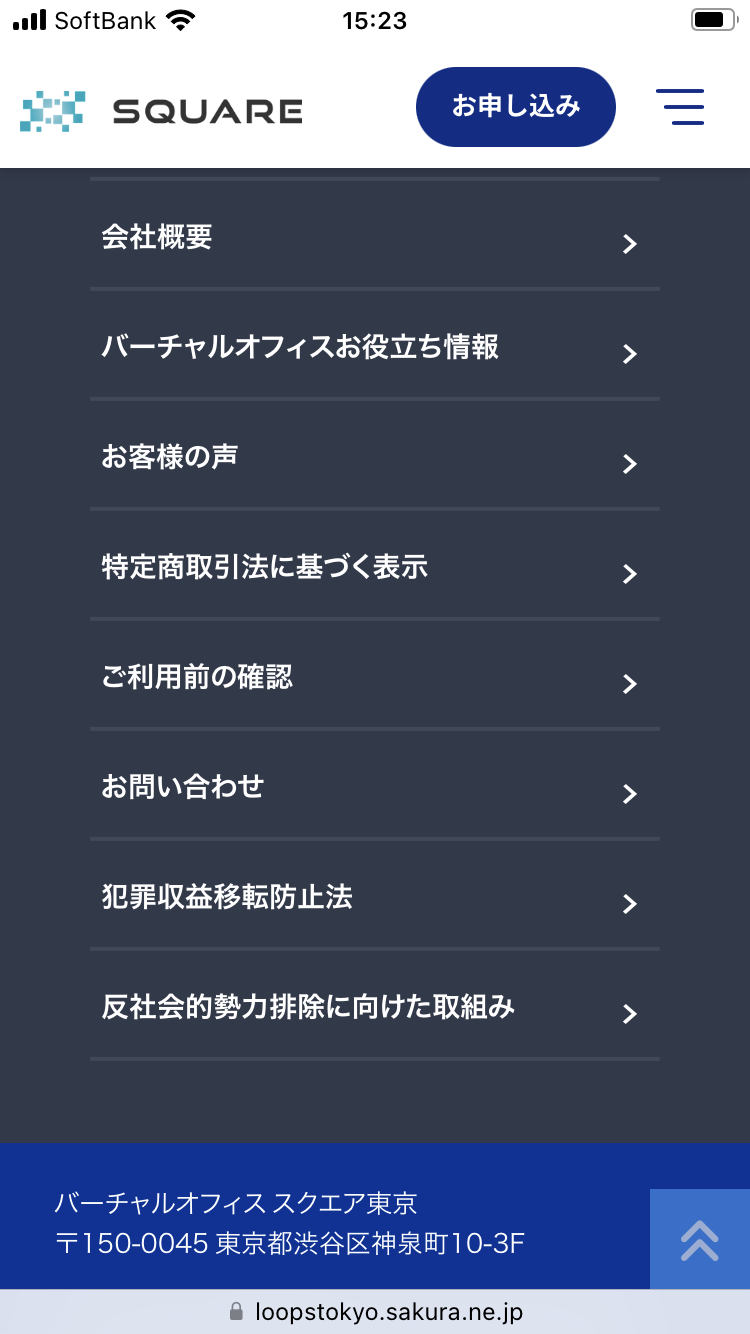 SoftBank 15:23
SQUARE お申し込み
会社概要
バーチャルオフィスお役立ち情報
お客様の声
特定商取引法に基づく表示
ご利用前の確認
お問い合わせ
犯罪収益移転防止法
反社会的勢力排除に向けた取組み
バーチャルオフィス スクエア東京
〒150-0045 東京都渋谷区神泉町10-3F
loopstokyo.sakura.ne.jp